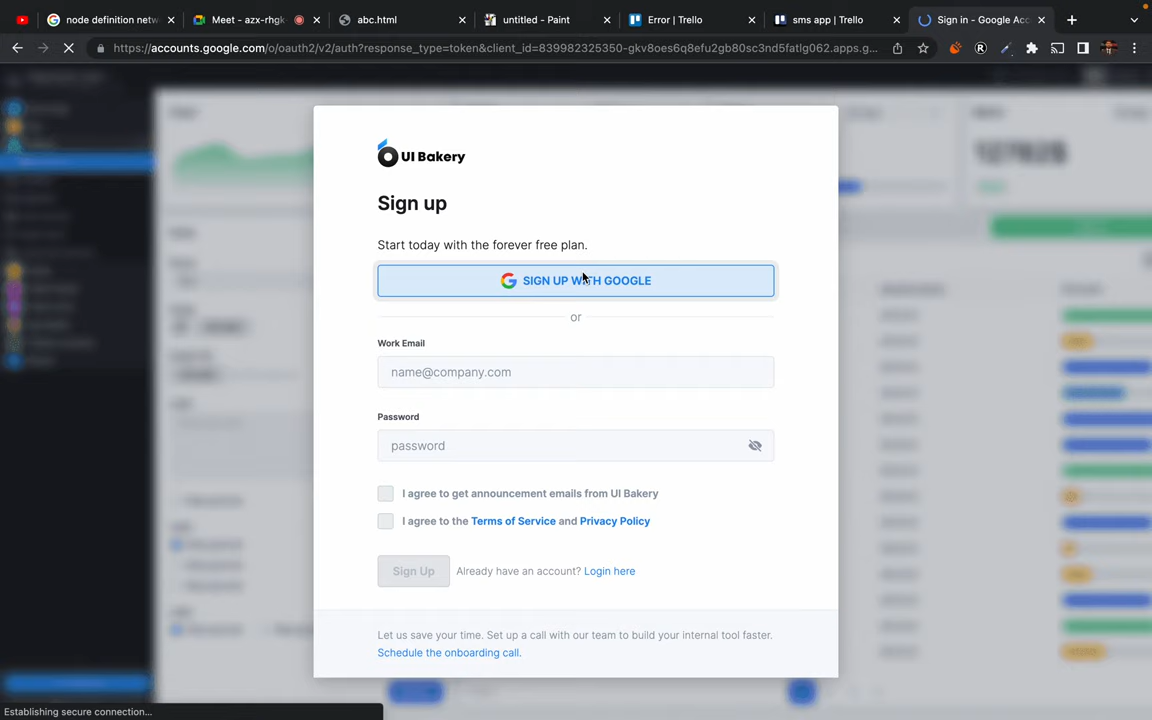 node definition netw
Meet - azx-rhgk
abc.html
untitled - Paint
Error | Trello
sms app | Trello
Sign in - Google Acc
https://accounts.google.com/o/oauth2/v2/auth?response_type=token&client_id=839982325350-gkv8oes6q8efu2gb80sc3nd5fatlg062.apps.g...
UI Bakery
Sign up
Start today with the forever free plan.
SIGN UP WITH GOOGLE
or
Work Email
name@company.com
Password
password
I agree to get announcement emails from UI Bakery
I agree to the Terms of Service and Privacy Policy
Sign Up
Already have an account? Login here
Let us save your time. Set up a call with our team to build your internal tool faster.
Schedule the onboarding call.
Establishing secure connection...